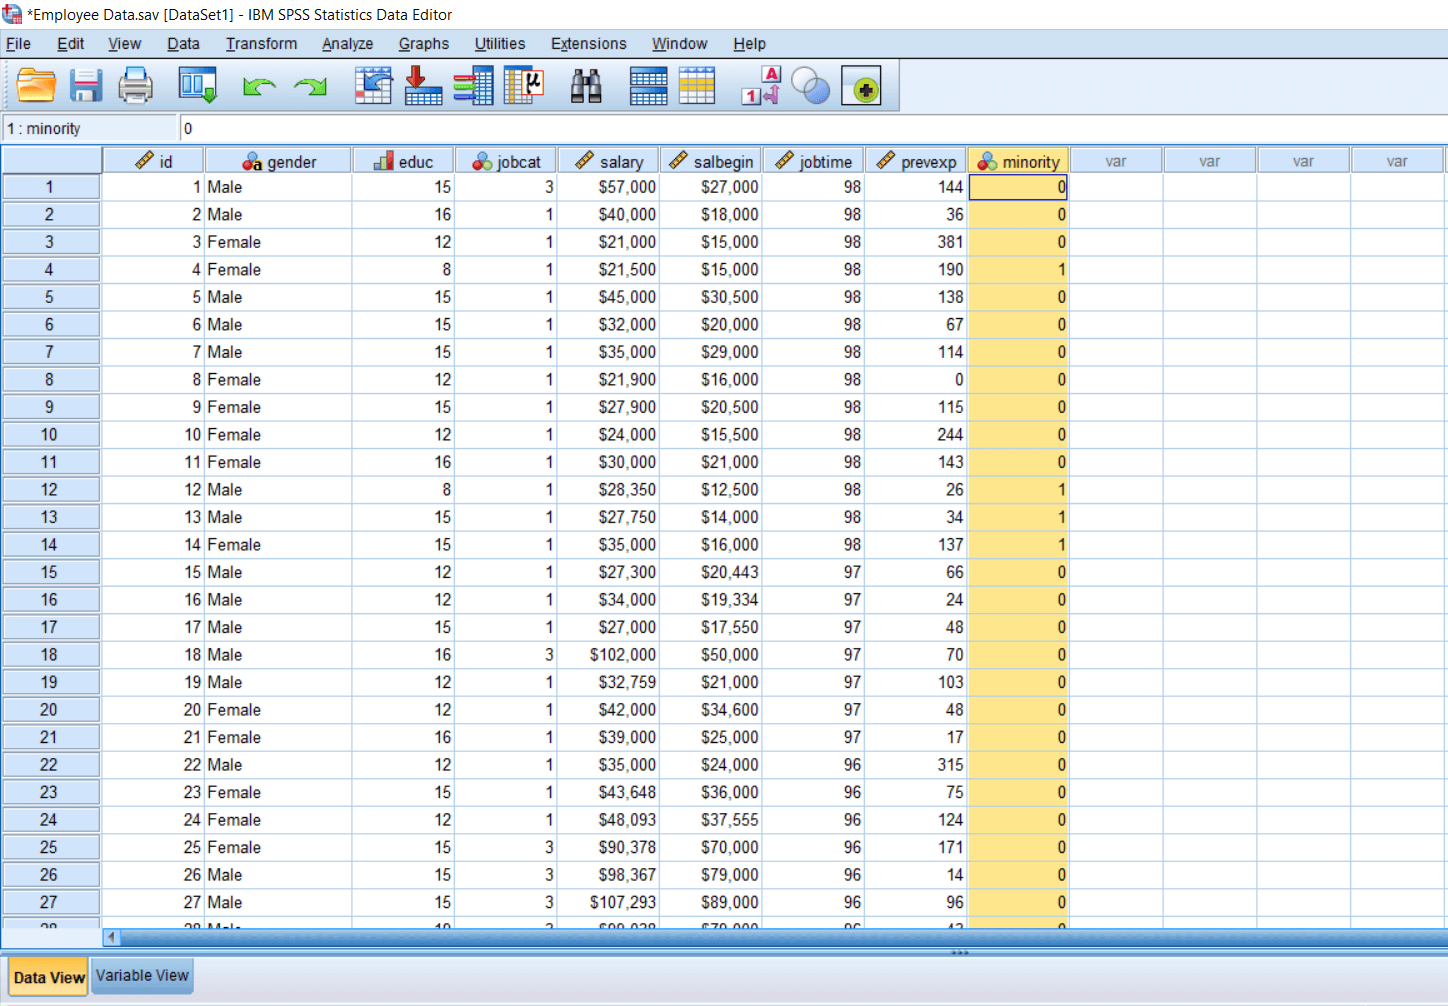 *Employee Data.sav [DataSet1] - IBM SPSS Statistics Data Editor
File Edit View Data Transform Analyze Graphs Utilities Extensions Window Help
1 : minority 0
id gender educ jobcat salary salbegin jobtime prevexp minority var var var var
1 1 Male 15 3 $57,000 $27,000 98 144 0
2 2 Male 16 1 $40,000 $18,000 98 36 0
3 3 Female 12 1 $21,000 $15,000 98 381 0
4 4 Female 8 1 $21,500 $15,000 98 190 1
5 5 Male 15 1 $45,000 $30,500 98 138 0
6 6 Male 15 1 $32,000 $20,000 98 67 0
7 7 Male 15 1 $35,000 $29,000 98 114 0
8 8 Female 12 1 $21,900 $16,000 98 0 0
9 9 Female 15 1 $27,900 $20,500 98 115 0
10 10 Female 12 1 $24,000 $15,500 98 244 0
11 11 Female 16 1 $30,000 $21,000 98 143 0
12 12 Male 8 1 $28,350 $12,500 98 26 1
13 13 Male 15 1 $27,750 $14,000 98 34 1
14 14 Female 15 1 $35,000 $16,000 98 137 1
15 15 Male 12 1 $27,300 $20,443 97 66 0
16 16 Male 12 1 $34,000 $19,334 97 24 0
17 17 Male 15 1 $27,000 $17,550 97 48 0
18 18 Male 16 3 $102,000 $50,000 97 70 0
19 19 Male 12 1 $32,759 $21,000 97 103 0
20 20 Female 12 1 $42,000 $34,600 97 48 0
21 21 Female 16 1 $39,000 $25,000 97 17 0
22 22 Male 12 1 $35,000 $24,000 96 315 0
23 23 Female 15 1 $43,648 $36,000 96 75 0
24 24 Female 12 1 $48,093 $37,555 96 124 0
25 25 Female 15 3 $90,378 $70,000 96 171 0
26 26 Male 15 3 $98,367 $79,000 96 14 0
27 27 Male 15 3 $107,293 $89,000 96 96 0
Data View Variable View